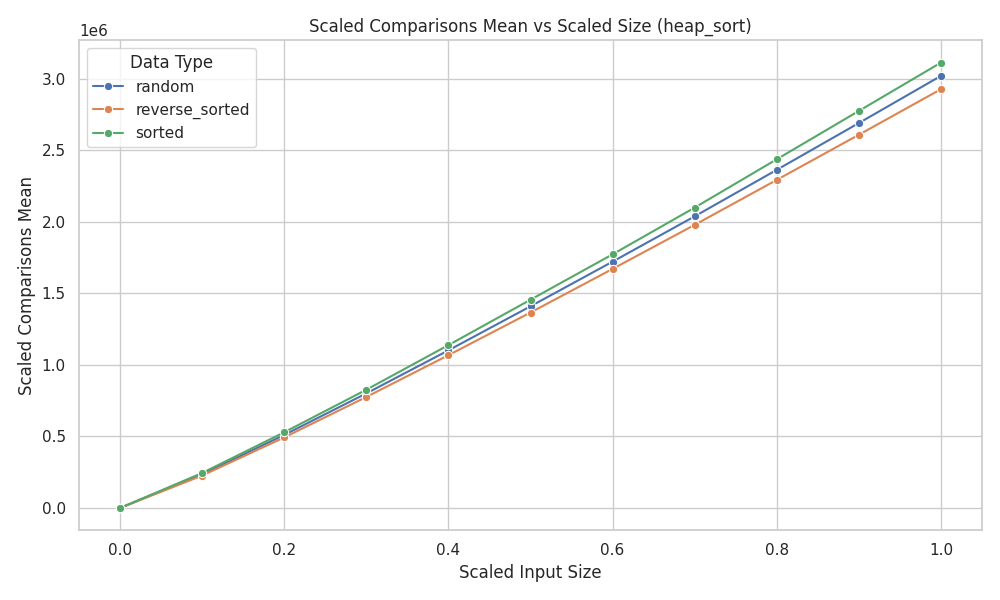 Scaled Comparisons Mean vs Scaled Size (heap_sort)
1e6
Data Type
random
reverse_sorted
sorted
3.0
2.5
2.0
1.5
1.0
0.5
0.0
Scaled Comparisons Mean
0.0 0.2 0.4 0.6 0.8 1.0
Scaled Input Size